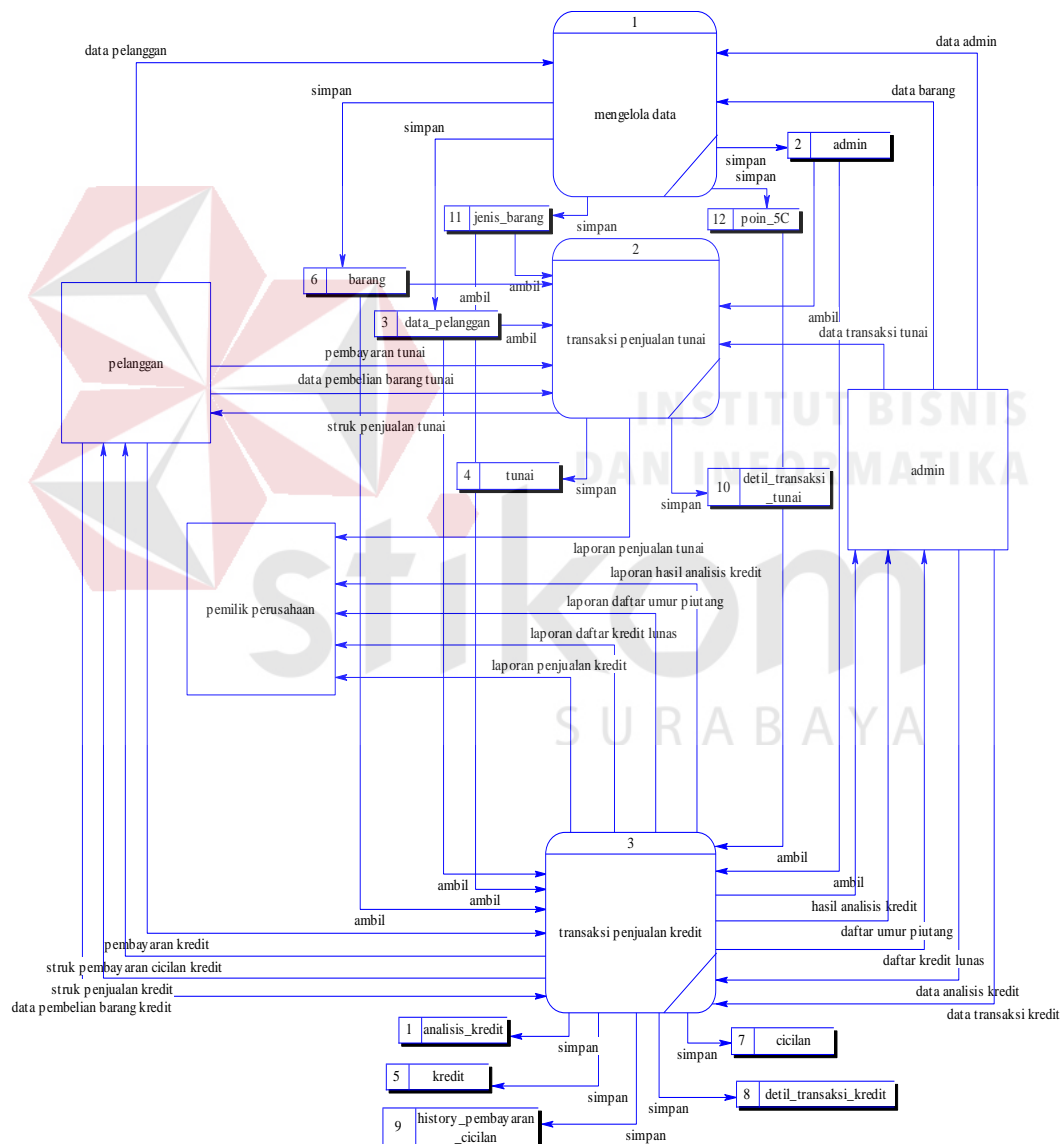 1
data pelanggan
data admin
simpan
data barang
mengelola data
simpan
2 admin
simpan
simpan
11 jenis_barang
simpan
12 poin_5C
2
6 barang
ambil
ambil
3 data_pelanggan
ambil
ambil
data transaksi tunai
transaksi penjualan tunai
pembayaran tunai
pelanggan
data pembelian barang tunai
struk penjualan tunai
INSTITUT BISNIS
DAN INFORMATIKA
admin
4 tunai
simpan
10 detil_transaksi
_tunai
simpan
laporan penjualan tunai
laporan hasil analisis kredit
laporan daftar umur piutang
pemilik perusahaan
laporan daftar kredit lunas
laporan penjualan kredit
stikom
SURABAYA
3
ambil
ambil
ambil
ambil
ambil
hasil analisis kredit
transaksi penjualan kredit
daftar umur piutang
pembayaran kredit
daftar kredit lunas
struk pembayaran cicilan kredit
struk penjualan kredit
data analisis kredit
data pembelian barang kredit
data transaksi kredit
1 analisis_kredit
simpan
7 cicilan
simpan
5 kredit
simpan
8 detil_transaksi_kredit
simpan
9 history_pembayaran
_cicilan
simpan